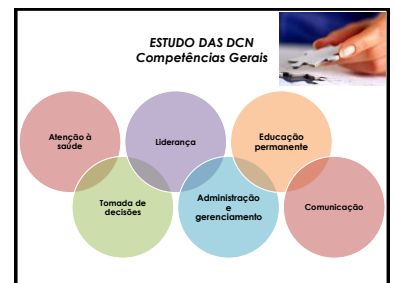 ESTUDO DAS DCN
Competências Gerais
Atenção à
saúde
Liderança
Educação
permanente
Tomada de
decisões
Administração
e
gerenciamento
Comunicação